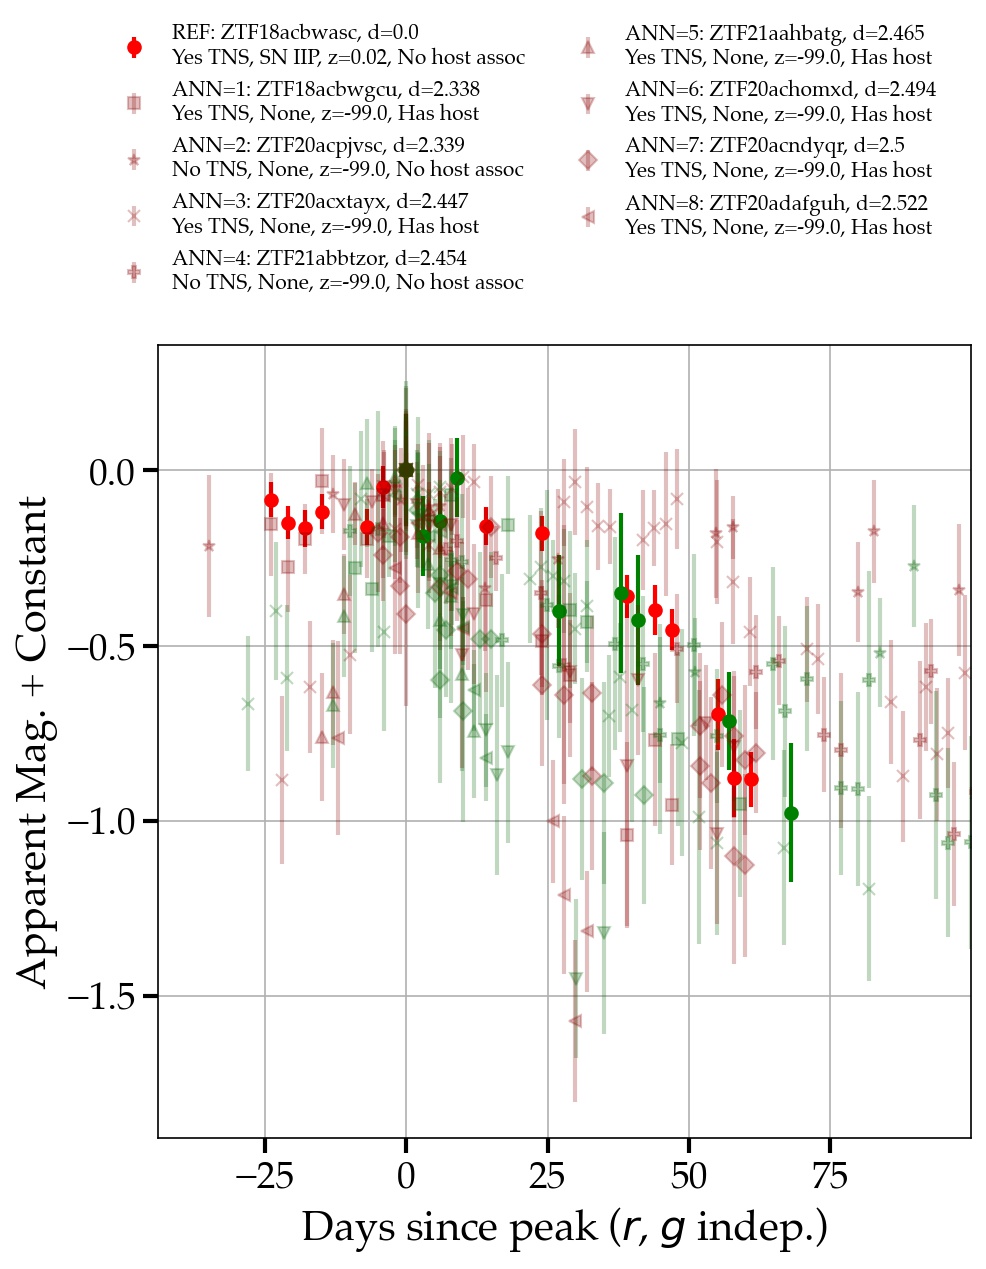 REF: ZTF18acbwasc, d=0.0
Yes TNS, SN IIP, z=0.02, No host assoc
ANN=1: ZTF18acbwgcu, d=2.338
Yes TNS, None, z=-99.0, Has host
ANN=2: ZTF20acpjvsc, d=2.339
No TNS, None, z=-99.0, No host assoc
ANN=3: ZTF20acxtayx, d=2.447
Yes TNS, None, z=-99.0, Has host
ANN=4: ZTF21abbtzor, d=2.454
No TNS, None, z=-99.0, No host assoc
ANN=5: ZTF21aahbatg, d=2.465
Yes TNS, None, z=-99.0, Has host
ANN=6: ZTF20achomxd, d=2.494
Yes TNS, None, z=-99.0, Has host
ANN=7: ZTF20acndyqr, d=2.5
Yes TNS, None, z=-99.0, Has host
ANN=8: ZTF20adafguh, d=2.522
Yes TNS, None, z=-99.0, Has host
Apparent Mag. + Constant
0.0
−0.5
−1.0
−1.5
−25
0
25
50
75
Days since peak (r, g indep.)